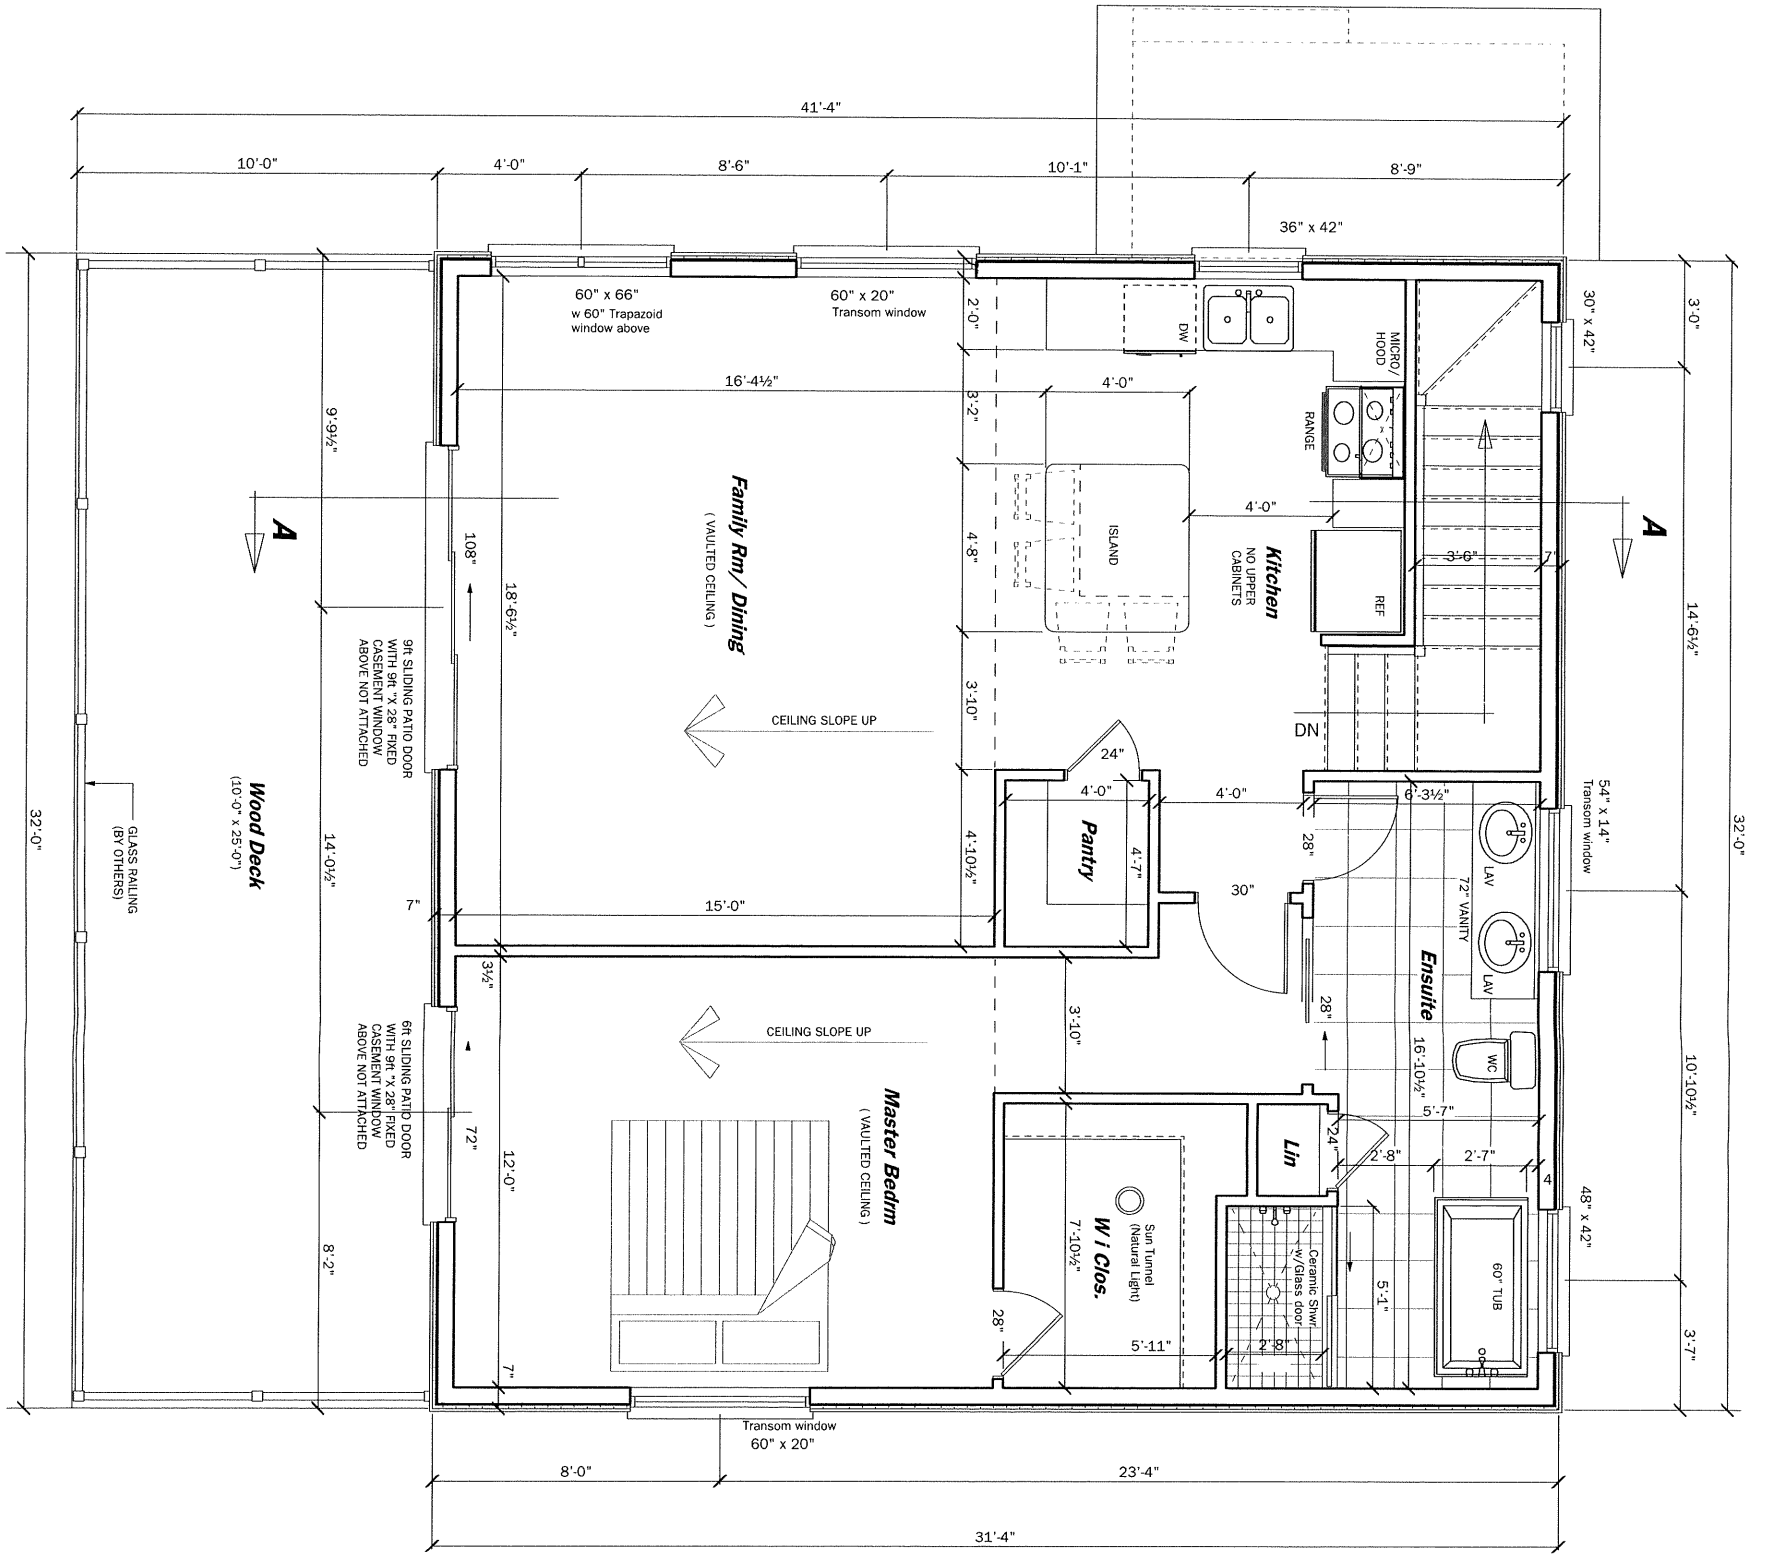 41'-4"
10'-0"
4'-0"
8'-6"
10'-1"
8'-9"
36" x 42"
60" x 66"
w 60" Trapazoid
window above
60" x 20"
Transom window
2'-0"
DW
MICRO/
HOOD
30" x 42"
3'-0"
16'-4½"
4'-0"
3'-2"
RANGE
9'-9½"
A
108"
18'-6½"
Family Rm/ Dining
( VAULTED CEILING )
4'-8"
ISLAND
4'-0"
Kitchen
NO UPPER
CABINETS
REF
3'-6"
7"
A
14'-6½"
9ft SLIDING PATIO DOOR
WITH 9ft "X 28" FIXED
CASEMENT WINDOW
ABOVE NOT ATTACHED
3'-10"
CEILING SLOPE UP
DN
24"
4'-0"
4'-0"
6'-3½"
54" x 14"
Transom window
32'-0"
32'-0"
Wood Deck
(10'-0" x 25'-0")
GLASS RAILING
(BY OTHERS)
14'-0½"
7"
15'-0"
4'-10½"
Pantry
4'-7"
28"
30"
LAV
72" VANITY
LAV
3½"
Ensuite
28"
3'-10"
CEILING SLOPE UP
16'-10½"
WC
10'-10½"
6ft SLIDING PATIO DOOR
WITH 9ft "X 28" FIXED
CASEMENT WINDOW
ABOVE NOT ATTACHED
72"
12'-0"
Master Bedrm
( VAULTED CEILING )
5'-7"
24"
Lin
2'-8"
2'-7"
4
48" x 42"
8'-2"
Sun Tunnel
(Natural Light)
W i Clos.
7'-10½"
Ceramic Shwr
w/Glass door
5'-1"
60" TUB
28"
5'-11"
2'-8"
3'-7"
7"
Transom window
60" x 20"
8'-0"
23'-4"
31'-4"